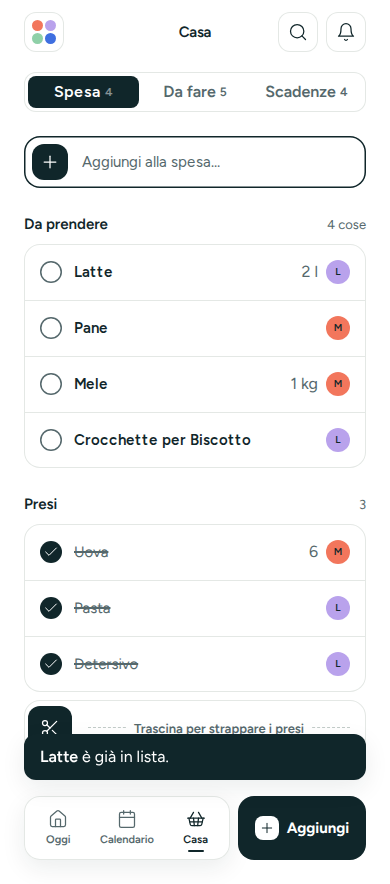 Casa
Spesa 4
Da fare 5
Scadenze 4
Aggiungi alla spesa...
Da prendere
4 cose
Latte
2 l
L
Pane
M
Mele
1 kg
M
Crocchette per Biscotto
L
Presi
3
Uova
6
M
Pasta
L
Detersivo
L
Trascina per strappare i presi
Latte è già in lista.
Oggi
Calendario
Casa
Aggiungi